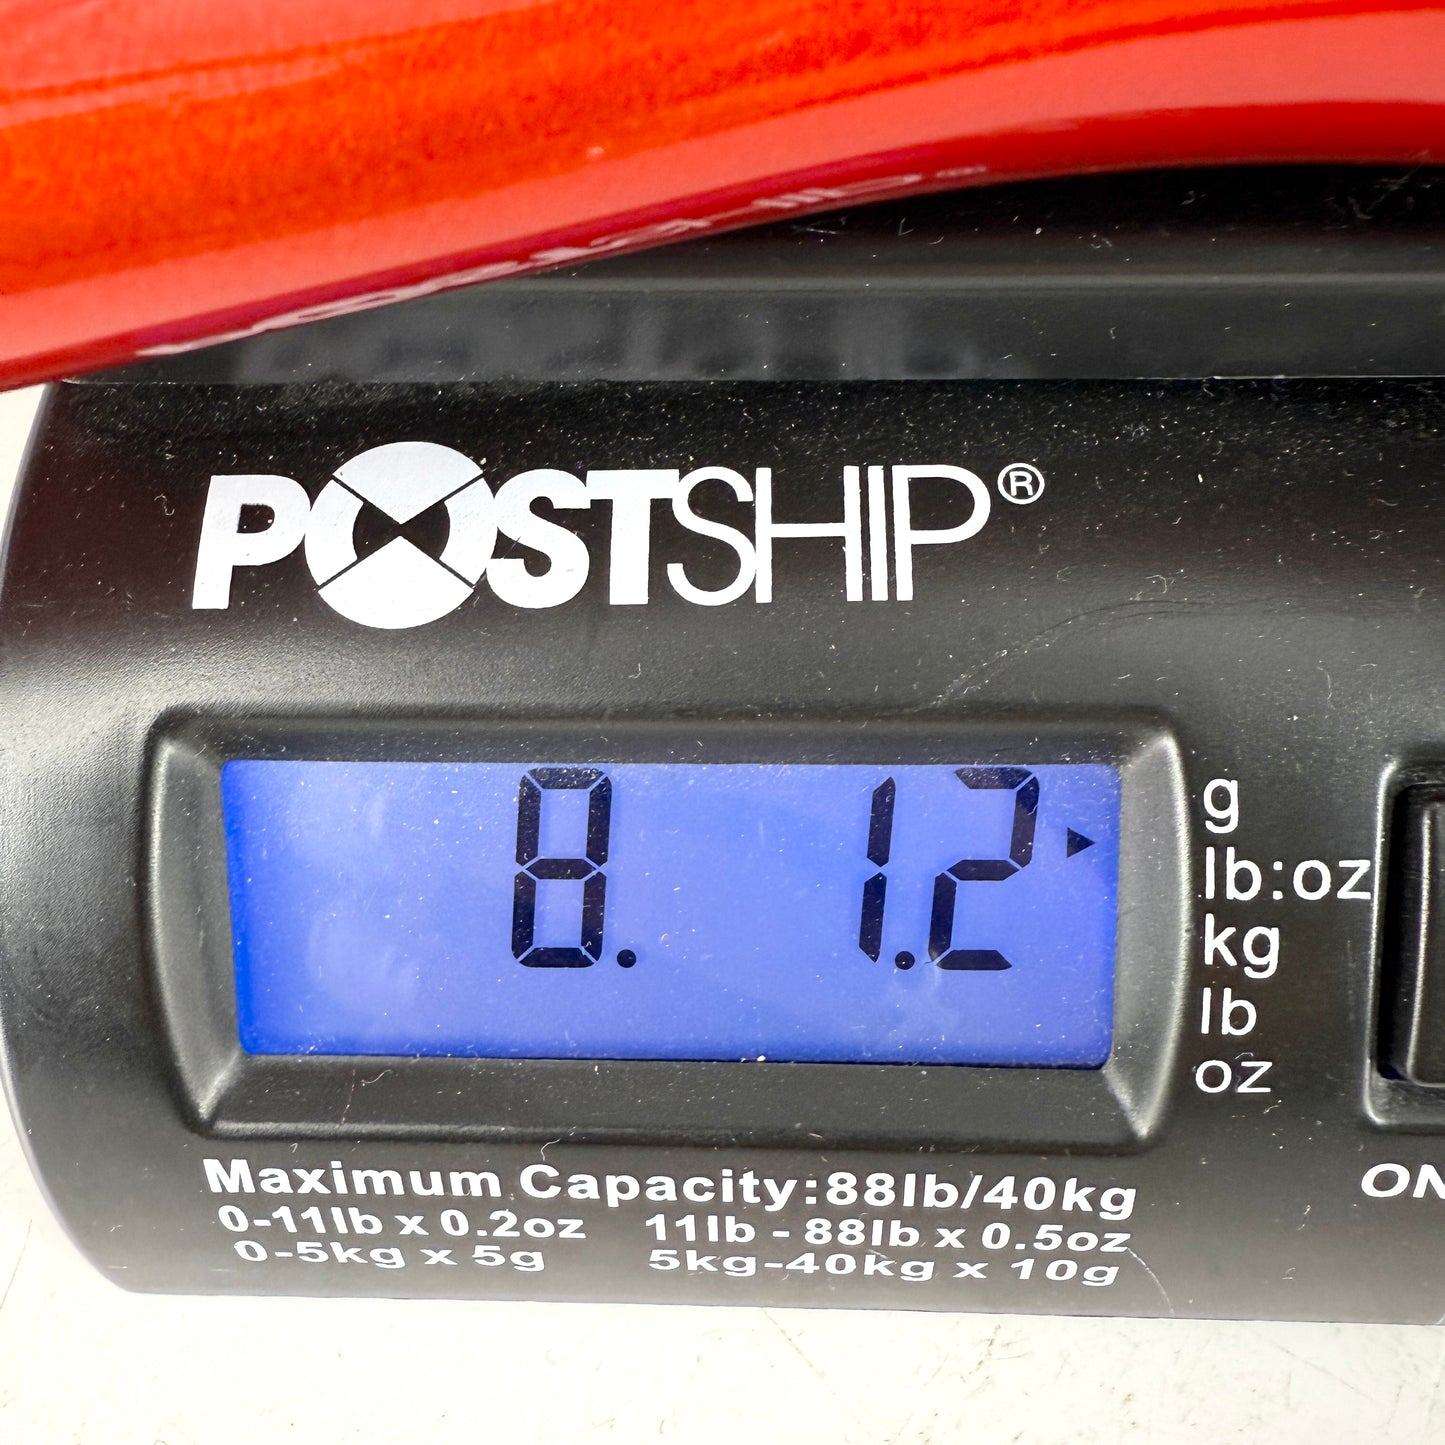 POSTSHIP®
8. 1.2
g
lb:oz
kg
lb
oz
ON
Maximum Capacity:88lb/40kg
0-11lb x 0.2oz 11lb - 88lb x 0.5oz
0-5kg x 5g 5kg-40kg x 10g